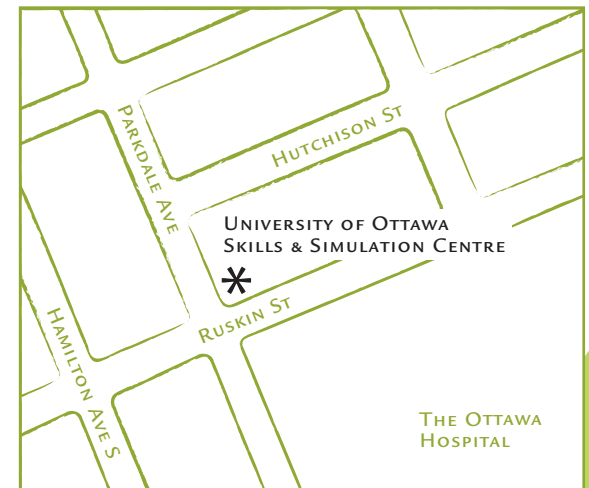 Parkdale Ave
Hutchison St
University of Ottawa
Skills & Simulation Centre
*
Ruskin St
Hamilton Ave S
The Ottawa
Hospital